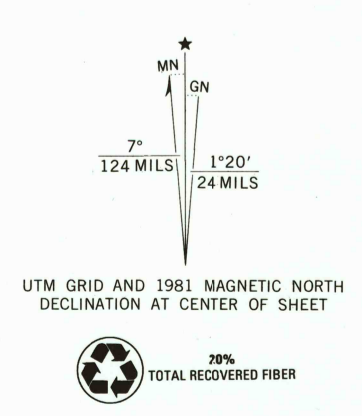 ★
MN
GN
7°
124 MILS
1°20′
24 MILS
UTM GRID AND 1981 MAGNETIC NORTH
DECLINATION AT CENTER OF SHEET
20%
TOTAL RECOVERED FIBER